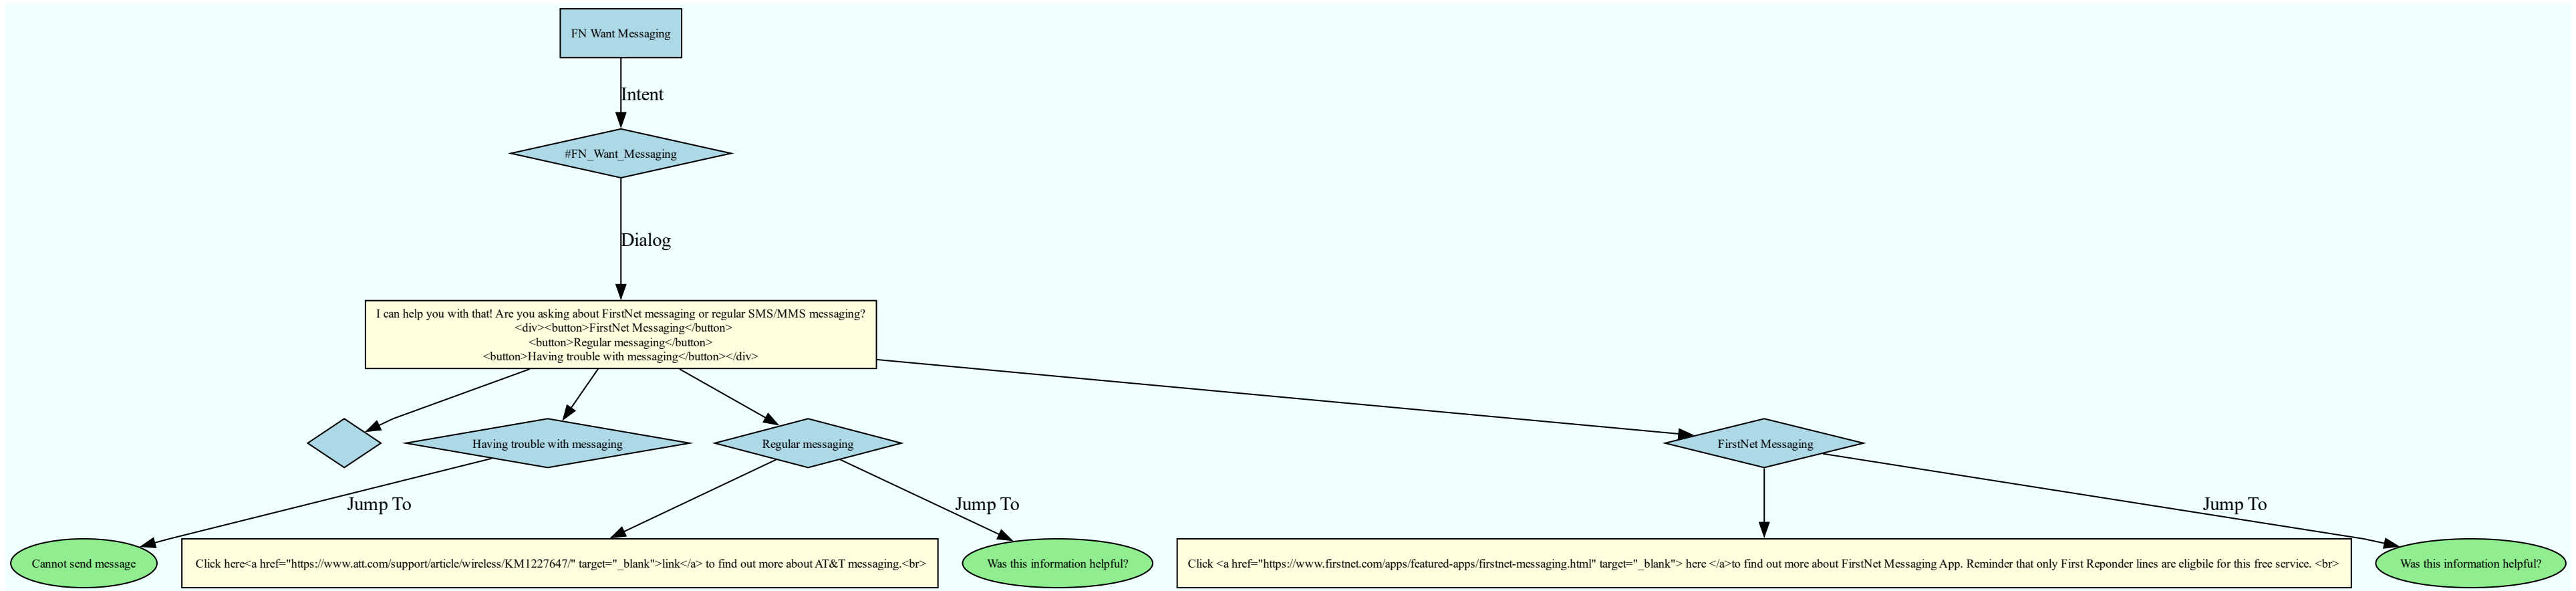 FN Want Messaging
Intent
#FN_Want_Messaging
Dialog
I can help you with that! Are you asking about FirstNet messaging or regular SMS/MMS messaging?
<div><button>FirstNet Messaging</button>
<button>Regular messaging</button>
<button>Having trouble with messaging</button></div>
Having trouble with messaging
Regular messaging
FirstNet Messaging
Jump To
Jump To
Jump To
Cannot send message
Click here<a href="https://www.att.com/support/article/wireless/KM1227647/" target="_blank">link</a> to find out more about AT&T messaging.<br>
Was this information helpful?
Click <a href="https://www.firstnet.com/apps/featured-apps/firstnet-messaging.html" target="_blank"> here </a>to find out more about FirstNet Messaging App. Reminder that only First Reponder lines are eligbile for this free service. <br>
Was this information helpful?